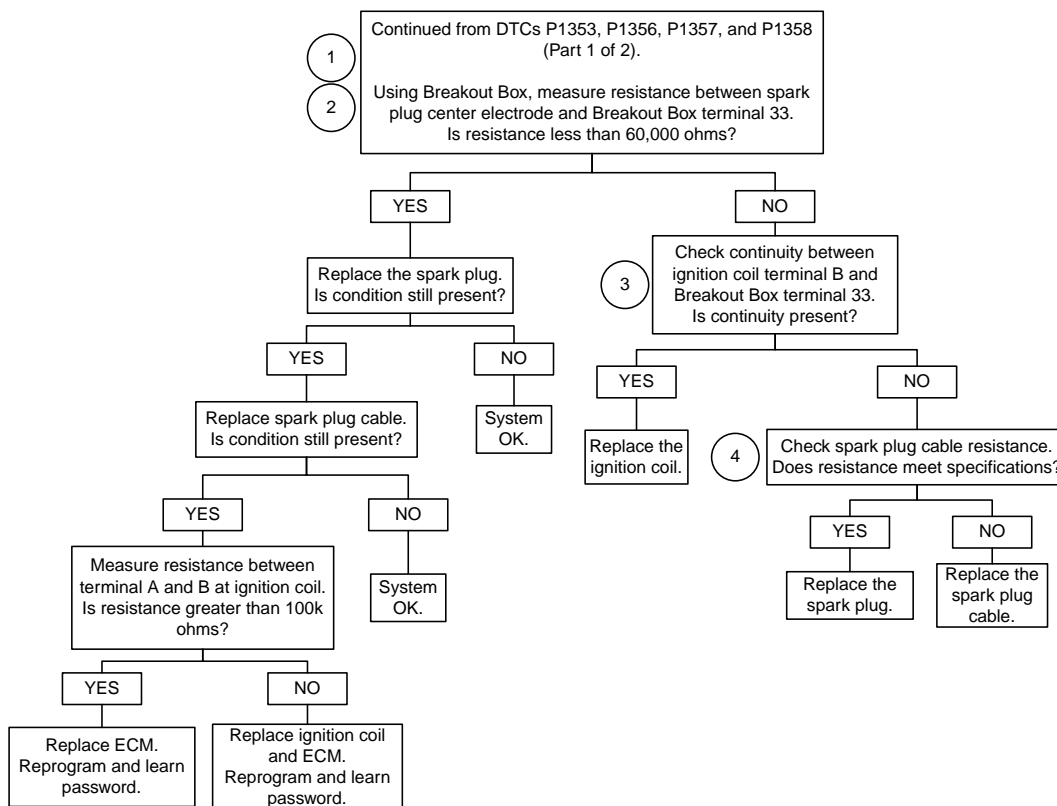 1
2
Continued from DTCs P1353, P1356, P1357, and P1358
(Part 1 of 2).
Using Breakout Box, measure resistance between spark
plug center electrode and Breakout Box terminal 33.
Is resistance less than 60,000 ohms?
YES
NO
Replace the spark plug.
Is condition still present?
3
Check continuity between
ignition coil terminal B and
Breakout Box terminal 33.
Is continuity present?
YES
NO
YES
NO
Replace spark plug cable.
Is condition still present?
System
OK.
Replace the
ignition coil.
4
Check spark plug cable resistance.
Does resistance meet specifications?
YES
NO
YES
NO
Measure resistance between
terminal A and B at ignition coil.
Is resistance greater than 100k
ohms?
System
OK.
Replace the
spark plug.
Replace the
spark plug
cable.
YES
NO
Replace ECM.
Reprogram and learn
password.
Replace ignition coil
and ECM.
Reprogram and learn
password.